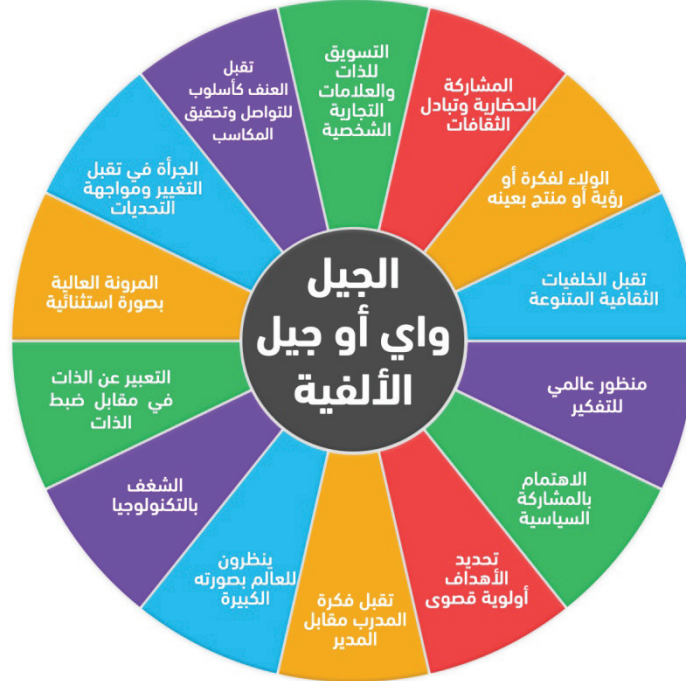 الجيل
واي أو جيل
الألفية
التسويق
للذات
والعلامات
التجارية
الشخصية
المشاركة
الحضارية وتبادل
الثقافات
الولاء لفكرة أو
رؤية أو منتج بعينه
تقبل الخلفيات
الثقافية المتنوعة
منظور عالمي
للتفكير
الاهتمام
بالمشاركة
السياسية
تحديد
الأهداف
أولوية قصوى
تقبل فكرة
المدرب مقابل
المدير
ينظرون
للعالم بصورته
الكبيرة
الشغف
بالتكنولوجيا
التعبير عن الذات
في مقابل ضبط
الذات
المرونة العالية
بصورة استثنائية
الجرأة في تقبل
التغيير ومواجهة
التحديات
تقبل
العنف كأسلوب
للتواصل وتحقيق
المكاسب